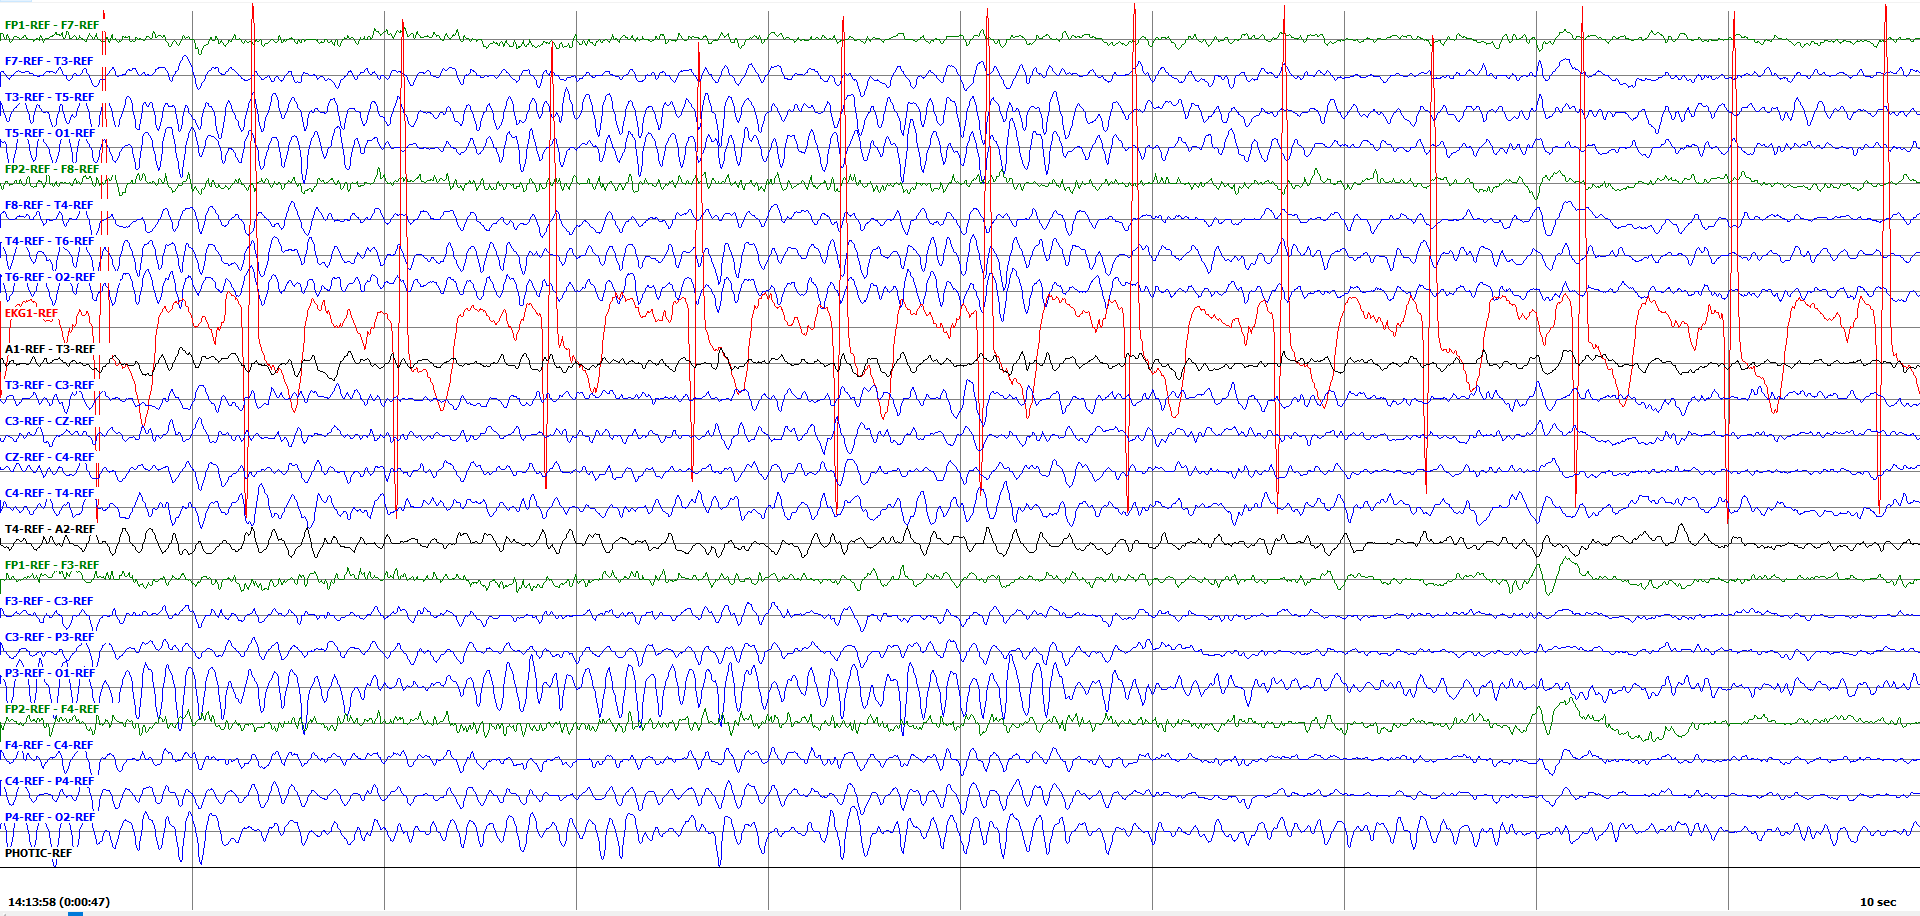 FP1-REF - F7-REF
F7-REF - T3-REF
T3-REF - T5-REF
T5-REF - O1-REF
FP2-REF - F8-REF
F8-REF - T4-REF
T4-REF - T6-REF
T6-REF - O2-REF
EKG1-REF
A1-REF - T3-REF
T3-REF - C3-REF
C3-REF - CZ-REF
CZ-REF - C4-REF
C4-REF - T4-REF
T4-REF - A2-REF
FP1-REF - F3-REF
F3-REF - C3-REF
C3-REF - P3-REF
P3-REF - O1-REF
FP2-REF - F4-REF
F4-REF - C4-REF
C4-REF - P4-REF
P4-REF - O2-REF
PHOTIC-REF
14:13:58 (0:00:47) 10 sec